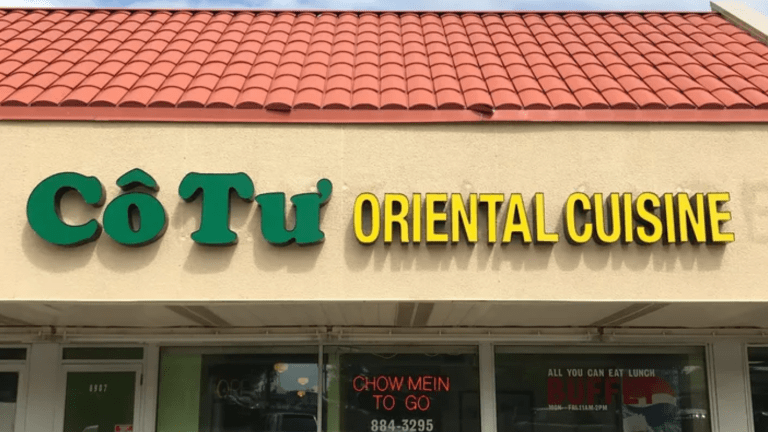 Cô Tư ORIENTAL CUISINE
CHOW MEIN
TO GO
884-3295
ALL YOU CAN EAT LUNCH
BUFFET